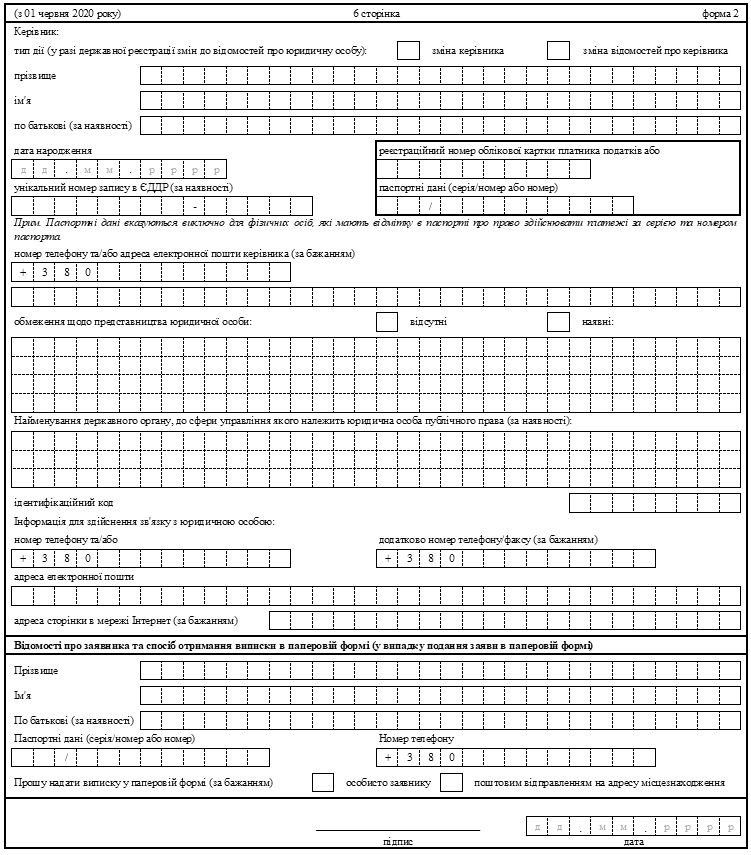 (з 01 червня 2020 року) 6 сторінка форма 2
Керівник:
тип дії (у разі державної реєстрації змін до відомостей про юридичну особу): зміна керівника зміна відомостей про керівника
прізвище
ім'я
по батькові (за наявності)
дата народження реєстраційний номер облікової картки платника податків або
д д . м м . р р р р
унікальний номер запису в ЄДДР (за наявності) паспортні дані (серія/номер або номер)
- /
Прим. Паспортні дані вказуються виключно для фізичних осіб, які мають відмітку в паспорті про право здійснювати платежі за серією та номером
паспорта.
номер телефону та/або адреса електронної пошти керівника (за бажанням)
+ 3 8 0
обмеження щодо представництва юридичної особи: відсутні наявні:
Найменування державного органу, до сфери управління якого належить юридична особа публічного права (за наявності):
ідентифікаційний код
Інформація для здійснення зв'язку з юридичною особою:
номер телефону та/або додатково номер телефону/факсу (за бажанням)
+ 3 8 0 + 3 8 0
адреса електронної пошти
адреса сторінки в мережі Інтернет (за бажанням)
Відомості про заявника та спосіб отримання виписки в паперовій формі (у випадку подання заяви в паперовій формі)
Прізвище
Ім'я
По батькові (за наявності)
Паспортні дані (серія/номер або номер) Номер телефону
/ + 3 8 0
Прошу надати виписку у паперовій формі (за бажанням) особисто заявнику поштовим відправленням на адресу місцезнаходження
д д . м м . р р р р
підпис дата